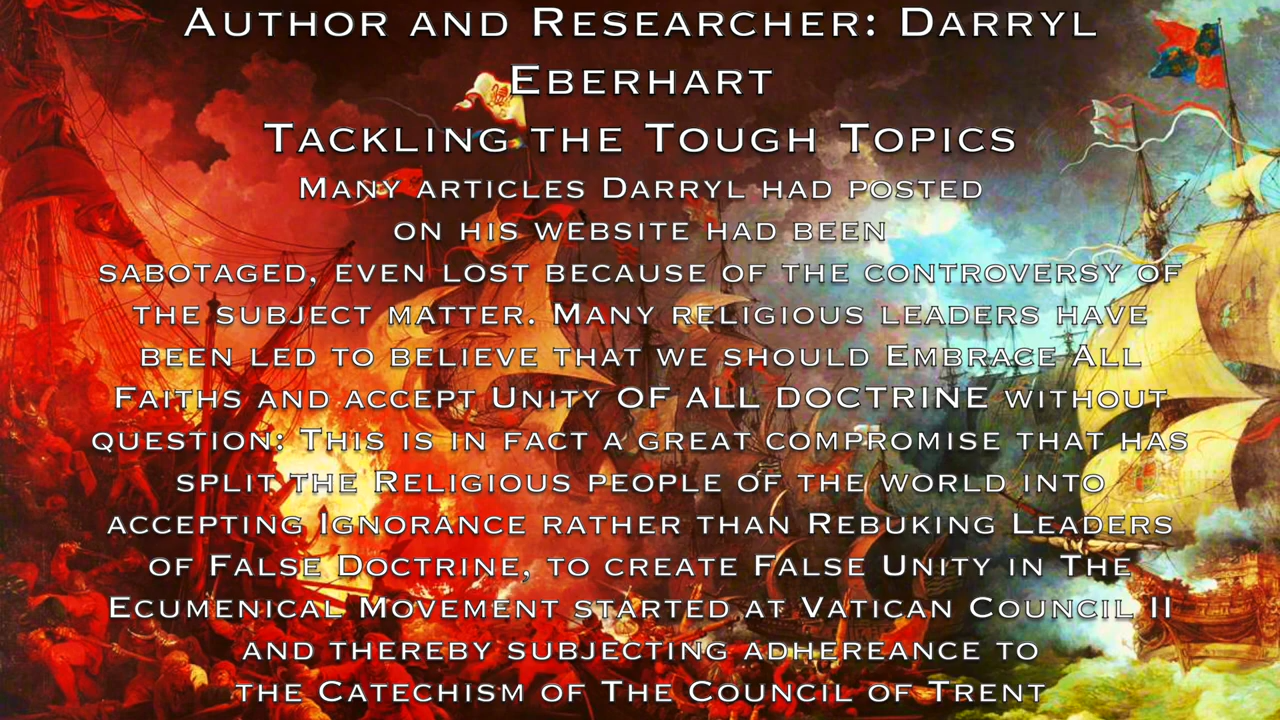 Author and Researcher: Darryl
Eberhart
Tackling the Tough Topics
Many articles Darryl had posted
on his website had been
sabotaged, even lost because of the controversy of
the subject matter. Many religious leaders have
been led to believe that we should Embrace All
Faiths and accept Unity OF ALL DOCTRINE without
question: This is in fact a great compromise that has
split the Religious people of the world into
accepting Ignorance rather than Rebuking Leaders
of False Doctrine, to create False Unity in The
Ecumenical Movement started at Vatican Council II
and thereby subjecting adhereance to
the Catechism of The Council of Trent